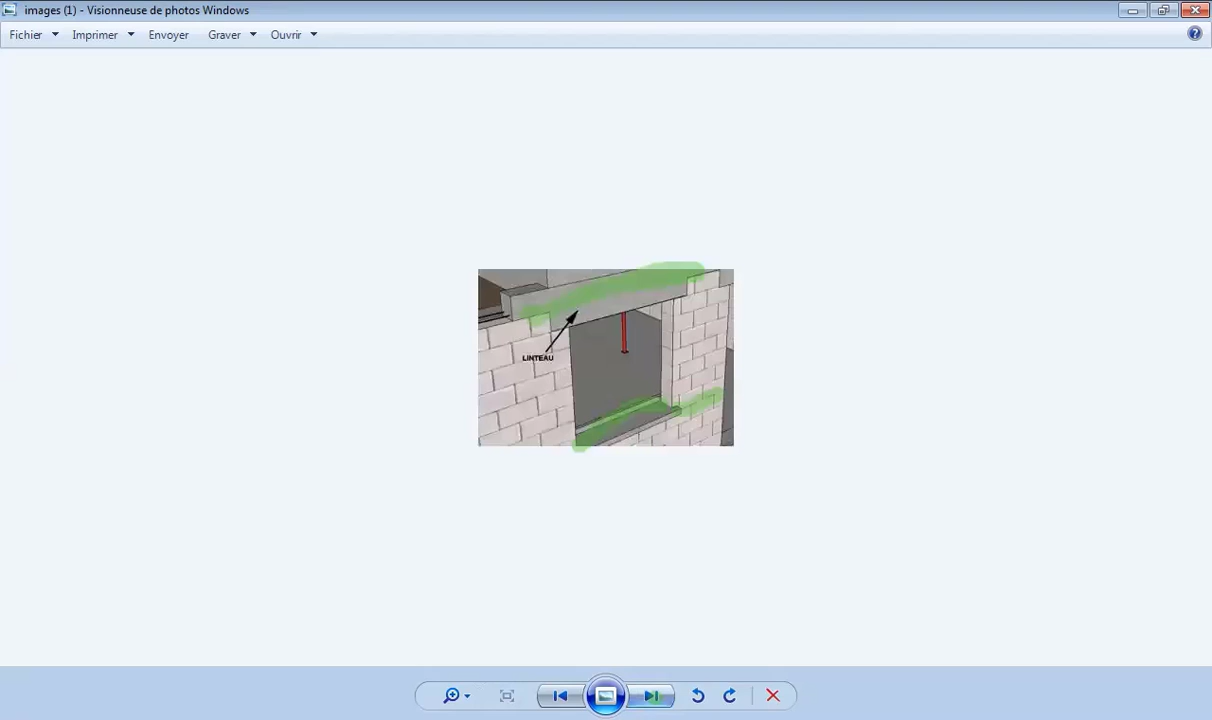 images (1) - Visionneuse de photos Windows
Fichier Imprimer Envoyer Graver Ouvrir
LINTEAU